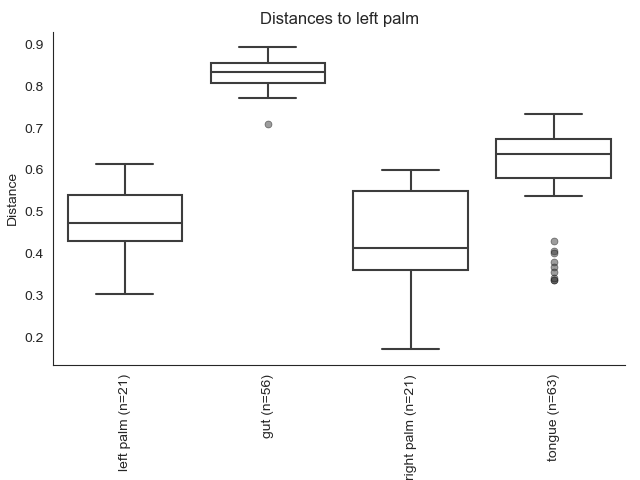 Distances to left palm
Distance
0.9
0.8
0.7
0.6
0.5
0.4
0.3
0.2
left palm (n=21)
gut (n=56)
right palm (n=21)
tongue (n=63)